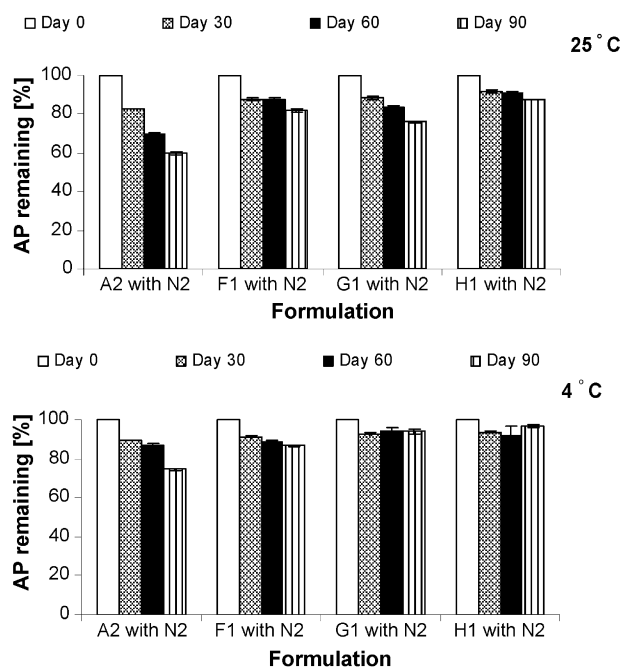 Day 0 Day 30 Day 60 Day 90
25°C
AP remaining [%]
100
80
60
40
20
0
A2 with N2 F1 with N2 G1 with N2 H1 with N2
Formulation
Day 0 Day 30 Day 60 Day 90
4°C
AP remaining [%]
100
80
60
40
20
0
A2 with N2 F1 with N2 G1 with N2 H1 with N2
Formulation